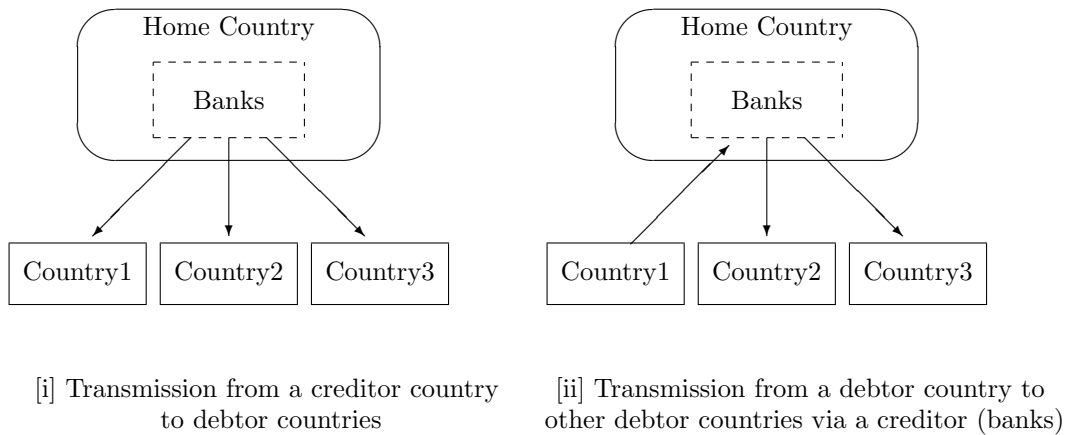 Home Country
Banks
Country1
Country2
Country3
[i] Transmission from a creditor country
to debtor countries
Home Country
Banks
Country1
Country2
Country3
[ii] Transmission from a debtor country to
other debtor countries via a creditor (banks)